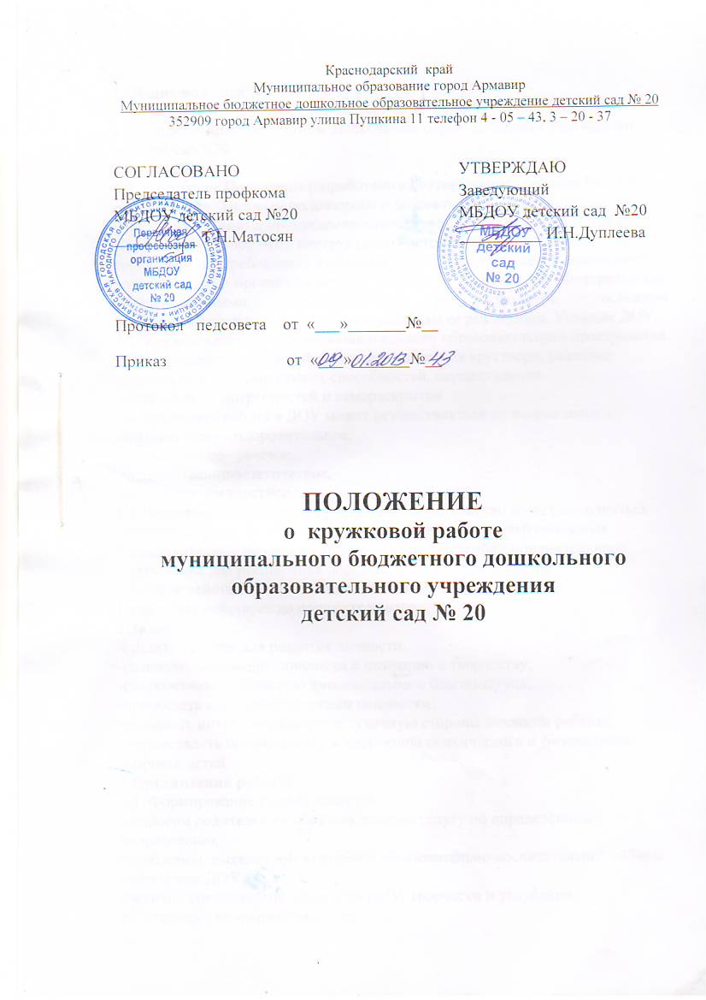 Краснодарский край
Муниципальное образование город Армавир
Муниципальное бюджетное дошкольное образовательное учреждение детский сад № 20
352909 город Армавир улица Пушкина 11 телефон 4 - 05 – 43, 3 – 20 - 37
СОГЛАСОВАНО
Председатель профкома
МБДОУ детский сад №20
Т.Н.Матосян
УТВЕРЖДАЮ
Заведующий
МБДОУ детский сад №20
И.Н.Дуплеева
Первичная
профсоюзная
организация
МБДОУ
детский сад
№ 20
МБДОУ
детский
сад
№ 20
Протокол педсовета от «___»_______№__
Приказ от «09»01.2013№43
ПОЛОЖЕНИЕ
о кружковой работе
муниципального бюджетного дошкольного
образовательного учреждения
детский сад № 20